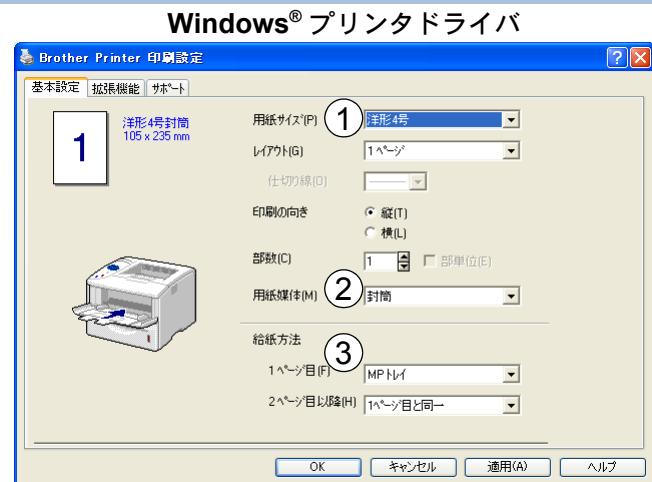 Windows® プリンタドライバ
Brother Printer 印刷設定
基本設定 拡張機能 ｻﾎﾟｰﾄ
1
洋形4号封筒
105 x 235 mm
用紙ｻｲｽﾞ(P) ① 洋形4号
ﾚｲｱｳﾄ(G) 1 ﾍﾟｰｼﾞ
仕切り線(O)
印刷の向き 縦(T)
横(L)
部数(C) 1 部単位(E)
用紙媒体(M) ② 封筒
給紙方法
③
1 ﾍﾟｰｼﾞ目(F) MPﾄﾚｲ
2 ﾍﾟｰｼﾞ目以降(H) 1ﾍﾟｰｼﾞ目と同一
OK キャンセル 適用(A) ヘルプ